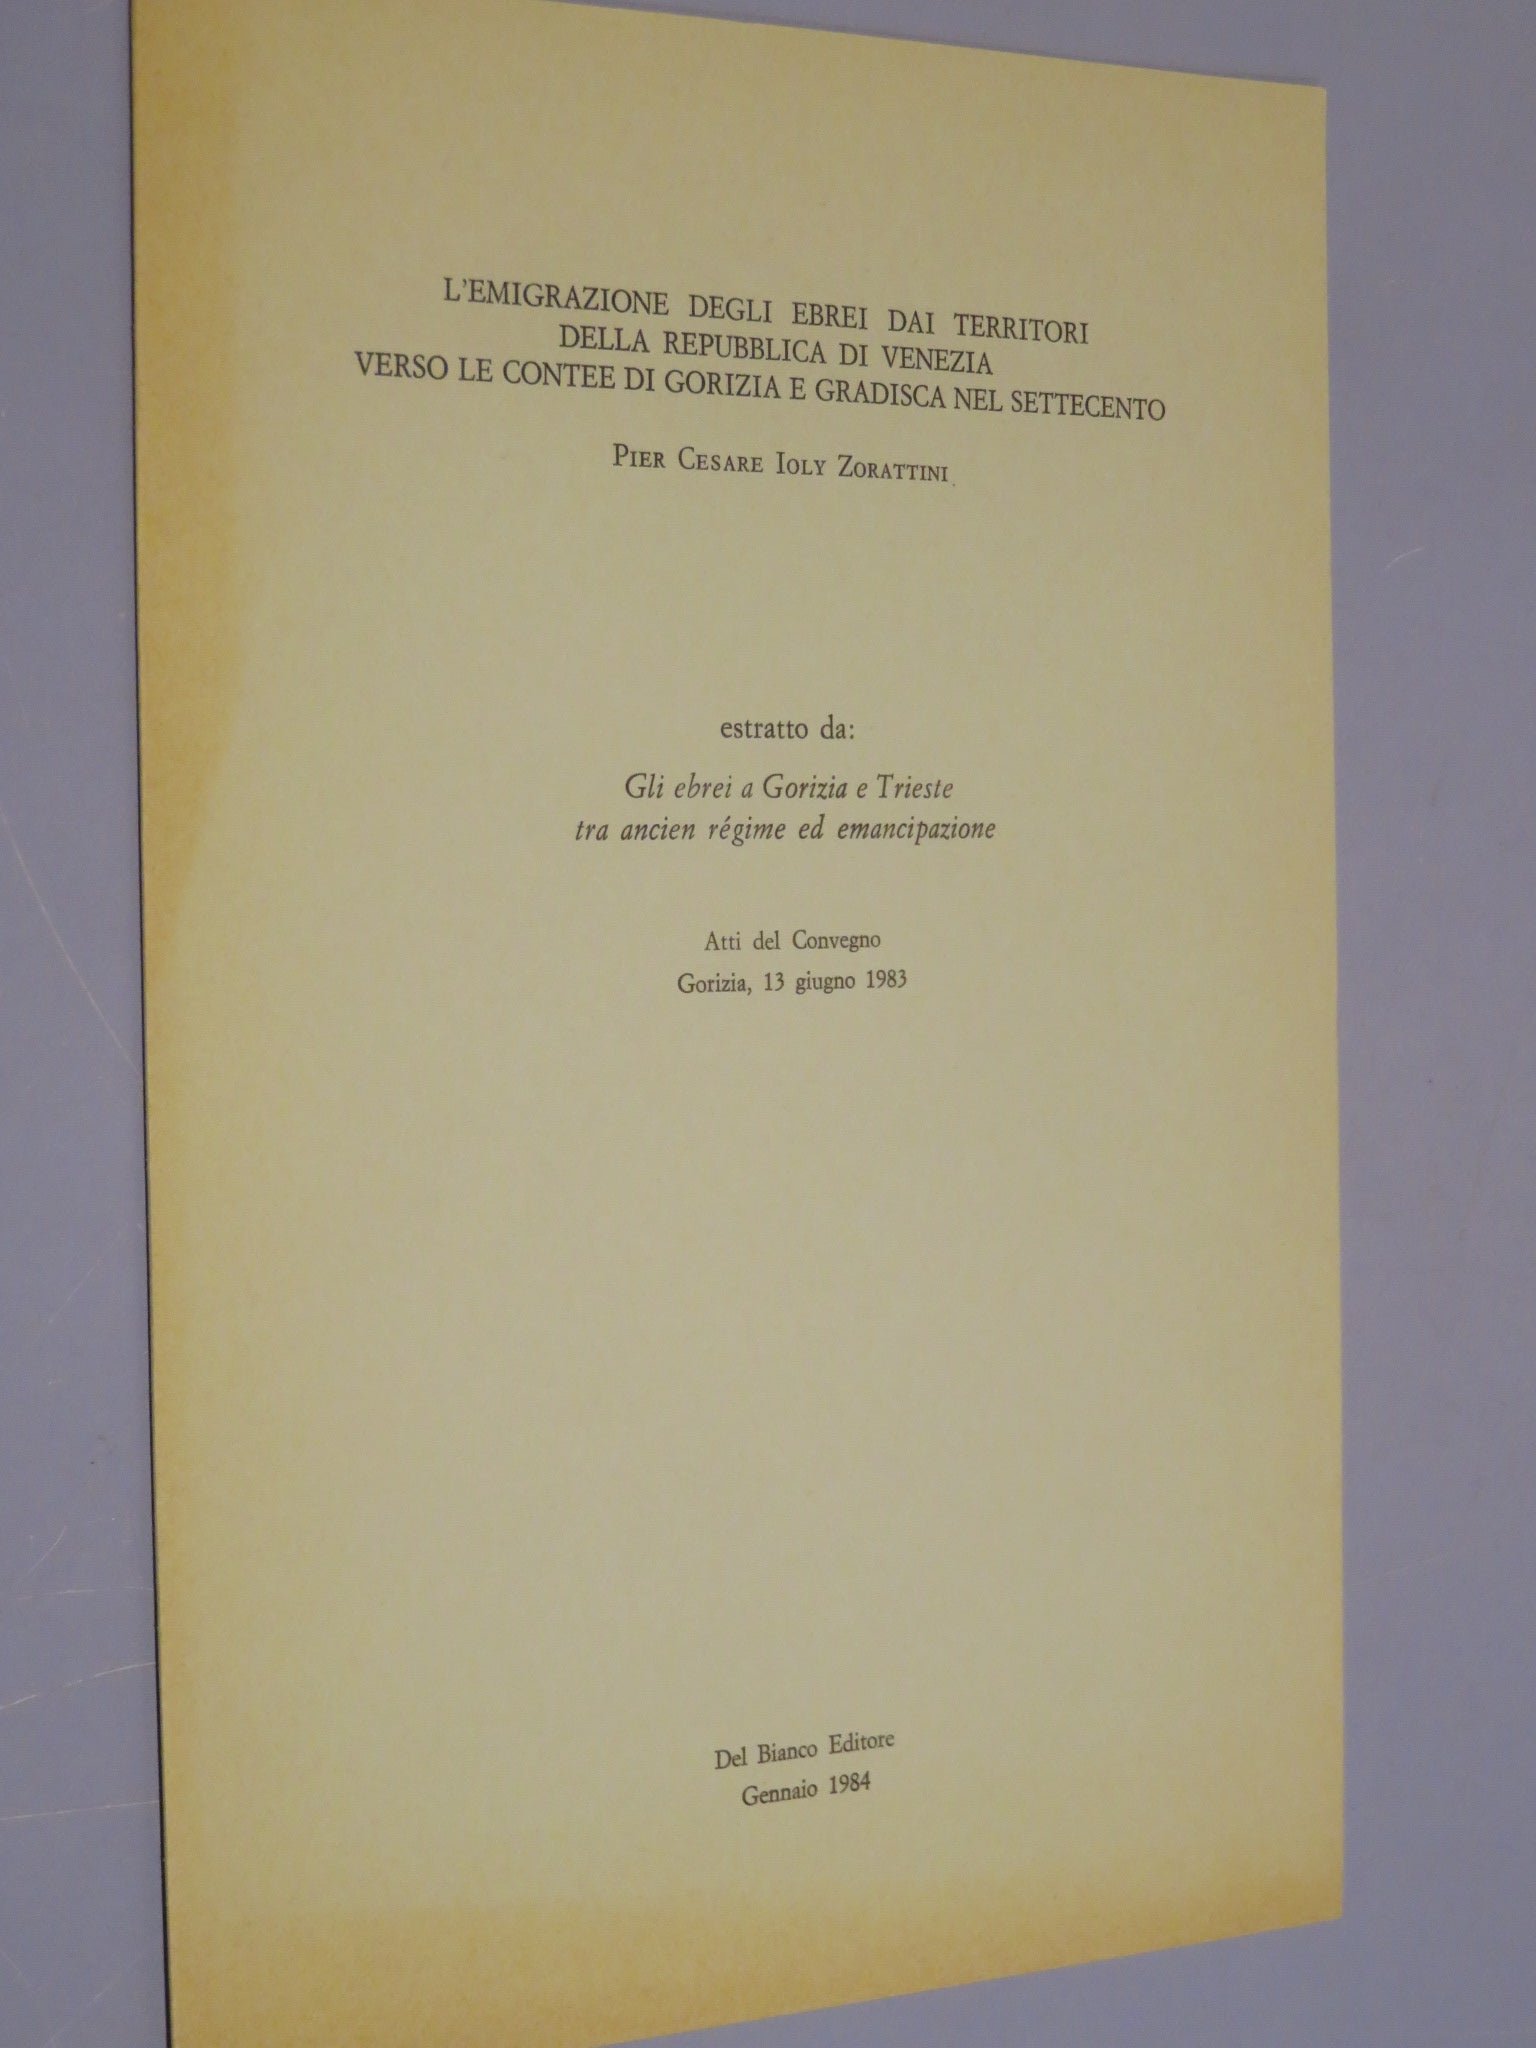 L'EMIGRAZIONE DEGLI EBREI DAI TERRITORI
DELLA REPUBBLICA DI VENEZIA
VERSO LE CONTEE DI GORIZIA E GRADISCA NEL SETTECENTO
PIER CESARE IOLY ZORATTINI
estratto da:
Gli ebrei a Gorizia e Trieste
tra ancien régime ed emancipazione
Atti del Convegno
Gorizia, 13 giugno 1983
Del Bianco Editore
Gennaio 1984